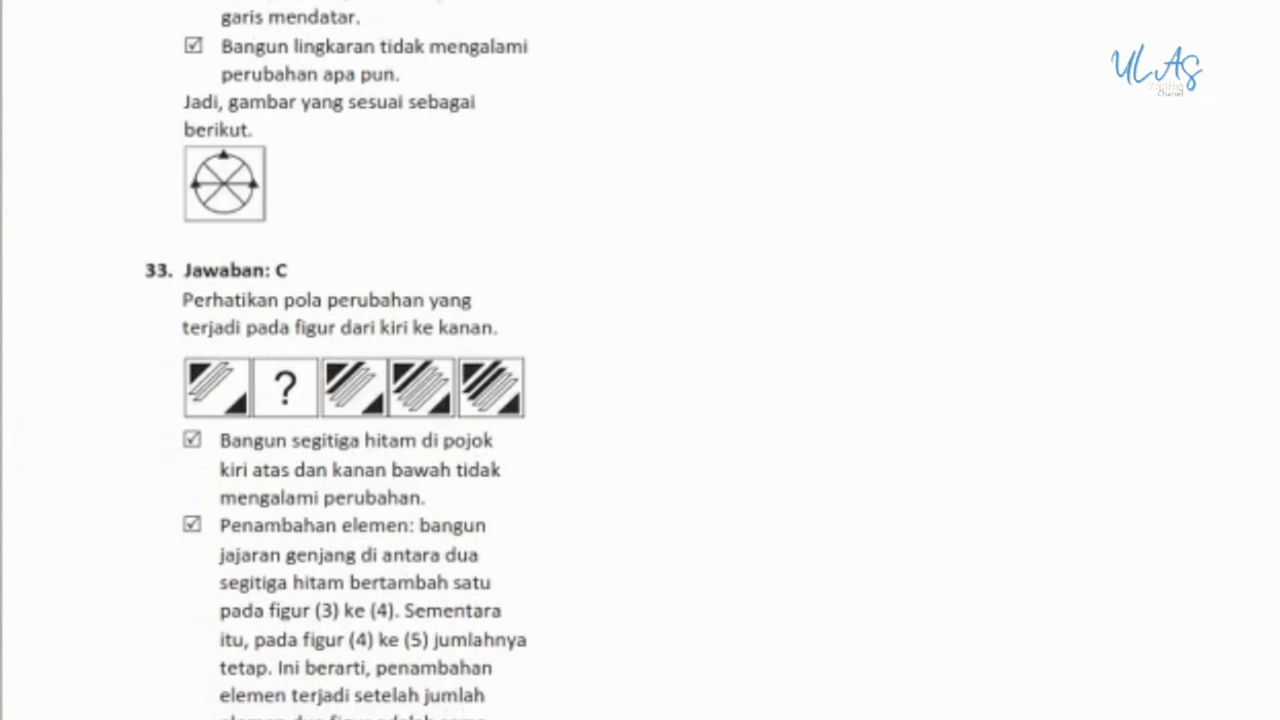 garis mendatar.
☑ Bangun lingkaran tidak mengalami
perubahan apa pun.
Jadi, gambar yang sesuai sebagai
berikut.
33. Jawaban: C
Perhatikan pola perubahan yang
terjadi pada figur dari kiri ke kanan.
?
☑ Bangun segitiga hitam di pojok
kiri atas dan kanan bawah tidak
mengalami perubahan.
☑ Penambahan elemen: bangun
jajaran genjang di antara dua
segitiga hitam bertambah satu
pada figur (3) ke (4). Sementara
itu, pada figur (4) ke (5) jumlahnya
tetap. Ini berarti, penambahan
elemen terjadi setelah jumlah
ULAS
Chanel